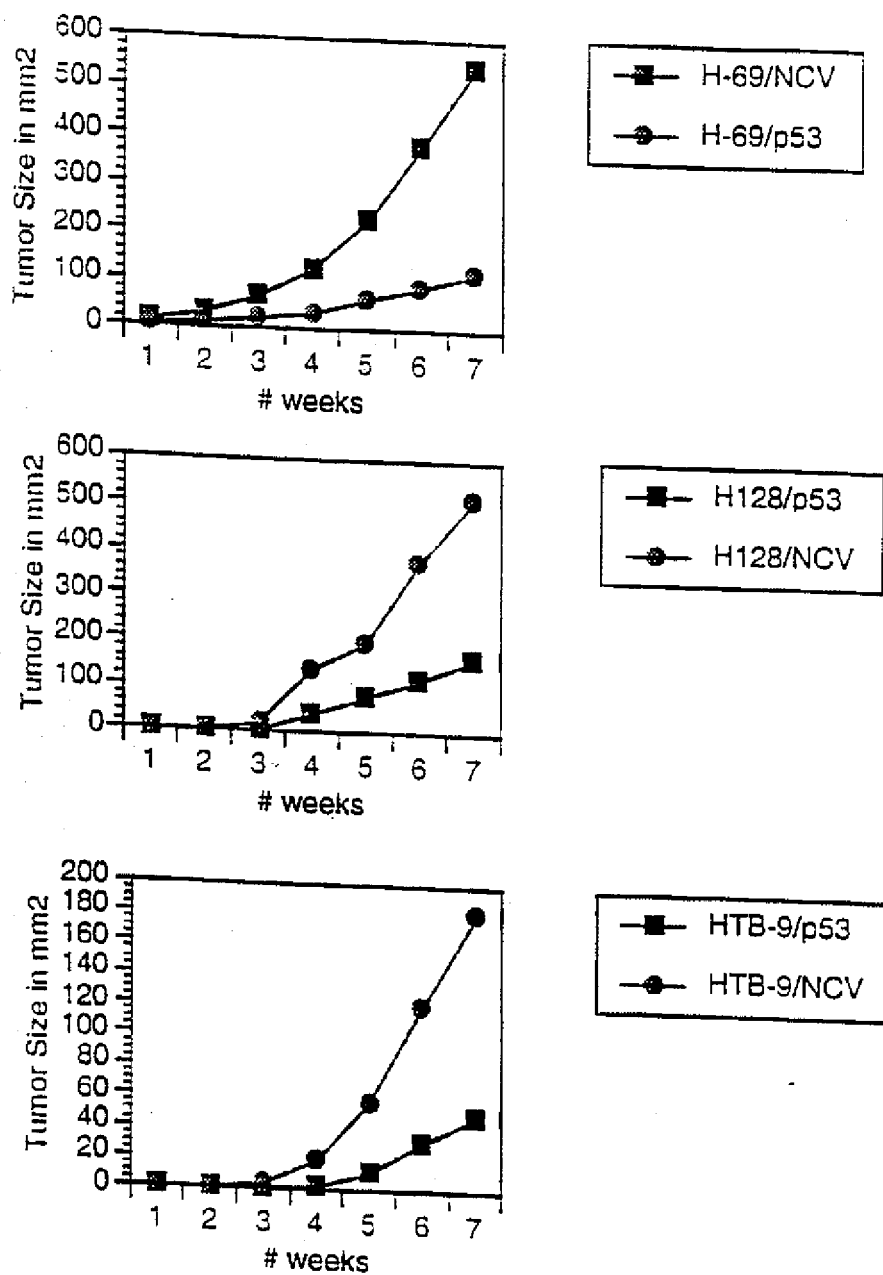 Tumor Size in mm2
600
500
400
300
200
100
0
1 2 3 4 5 6 7
# weeks
H-69/NCV
H-69/p53
Tumor Size in mm2
600
500
400
300
200
100
0
1 2 3 4 5 6 7
# weeks
H128/p53
H128/NCV
Tumor Size in mm2
200
180
160
140
120
100
80
60
40
20
0
1 2 3 4 5 6 7
# weeks
HTB-9/p53
HTB-9/NCV